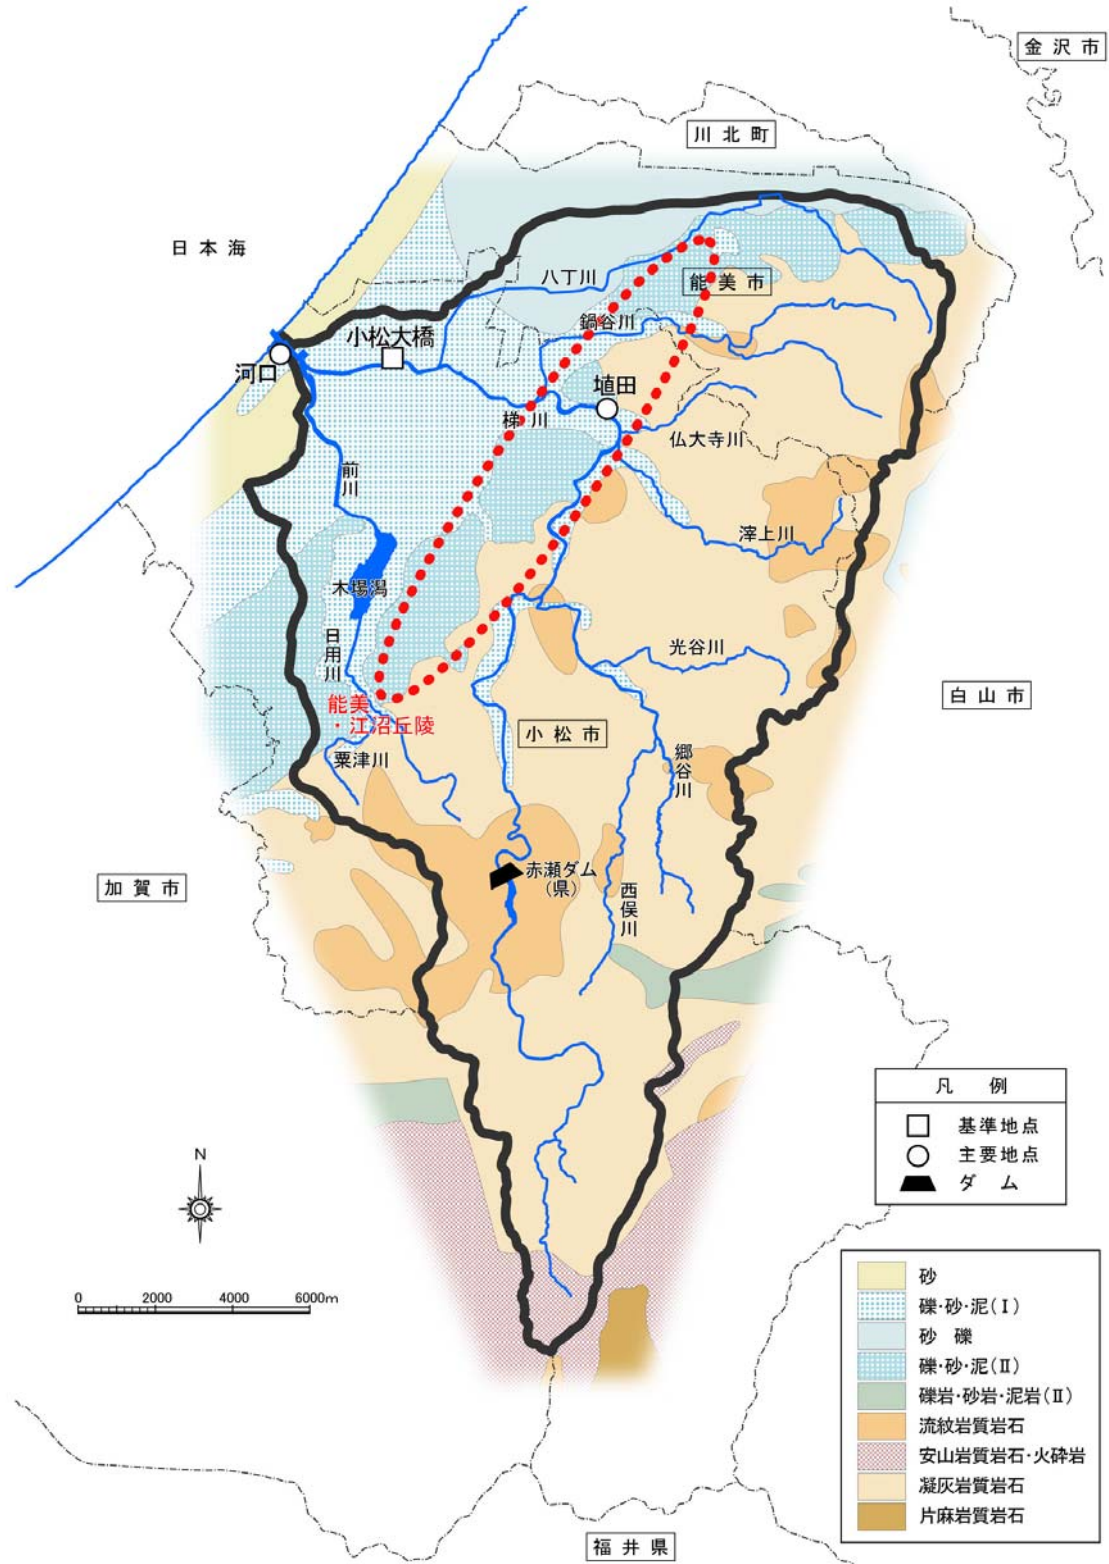 金沢市
川北町
日本海
八丁川
能美市
鍋谷川
小松大橋
河口
埴田
梯川
仏大寺川
前川
滓上川
木場潟
日用川
光谷川
白山市
能美
・江沼丘陵
小松市
粟津川
郷谷川
赤瀬ダム
(県)
加賀市
西俣川
凡 例
基準地点
主要地点
ダ ム
N
0 2000 4000 6000m
砂
礫・砂・泥(Ⅰ)
砂 礫
礫・砂・泥(Ⅱ)
礫岩・砂岩・泥岩(Ⅱ)
流紋岩質岩石
安山岩質岩石・火砕岩
凝灰岩質岩石
片麻岩質岩石
福井県